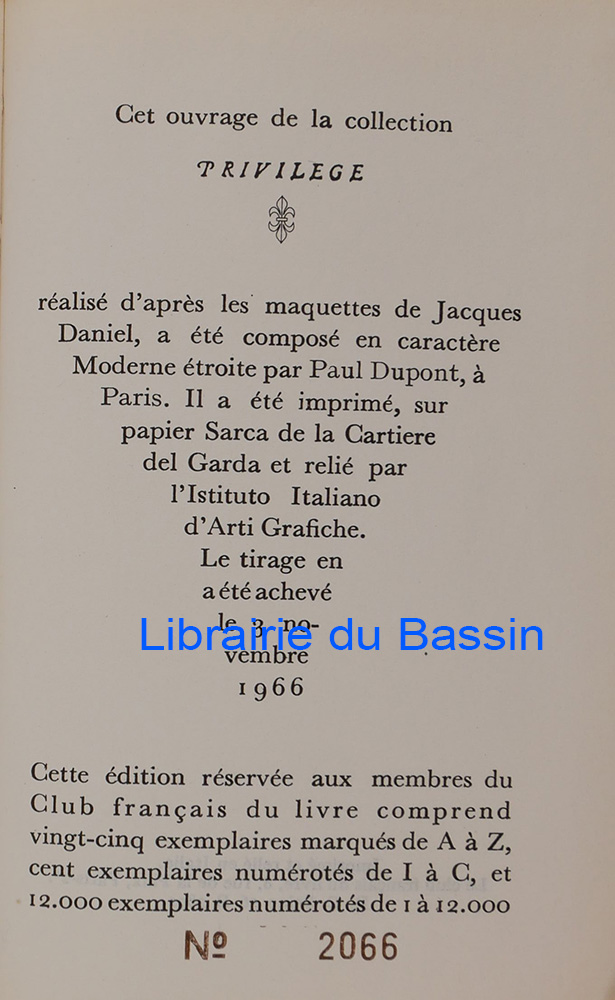 Cet ouvrage de la collection
PRIVILEGE
réalisé d'après les maquettes de Jacques
Daniel, a été composé en caractère
Moderne étroite par Paul Dupont, à
Paris. Il a été imprimé, sur
papier Sarca de la Cartiere
del Garda et relié par
l'Istituto Italiano
d'Arti Grafiche.
Le tirage en
a été achevé
le 3 no-
Librairie du Bassin
vembre
1966
Cette édition réservée aux membres du
Club français du livre comprend
vingt-cinq exemplaires marqués de A à Z,
cent exemplaires numérotés de I à C, et
12.000 exemplaires numérotés de 1 à 12.000
Nº 2066